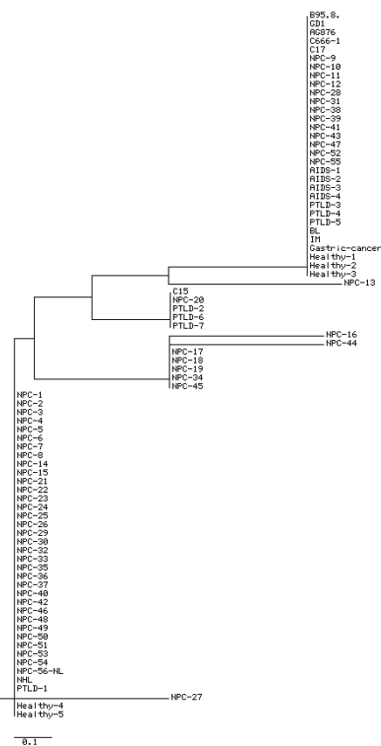 B95.8.
GD1
AG876
C666-1
C17
NPC-9
NPC-10
NPC-11
NPC-12
NPC-28
NPC-31
NPC-38
NPC-39
NPC-41
NPC-43
NPC-47
NPC-52
NPC-55
AIDS-1
AIDS-2
AIDS-3
AIDS-4
PTLD-3
PTLD-4
PTLD-5
BL
IM
Gastric-cancer
Healthy-1
Healthy-2
Healthy-3
NPC-13
C15
NPC-20
PTLD-2
PTLD-6
PTLD-7
NPC-16
NPC-44
NPC-17
NPC-18
NPC-19
NPC-34
NPC-45
NPC-1
NPC-2
NPC-3
NPC-4
NPC-5
NPC-6
NPC-7
NPC-8
NPC-14
NPC-15
NPC-21
NPC-22
NPC-23
NPC-24
NPC-25
NPC-26
NPC-29
NPC-30
NPC-32
NPC-33
NPC-35
NPC-36
NPC-37
NPC-40
NPC-42
NPC-46
NPC-48
NPC-49
NPC-50
NPC-51
NPC-53
NPC-54
NPC-56-NL
NHL
PTLD-1
NPC-27
Healthy-4
Healthy-5
0.1